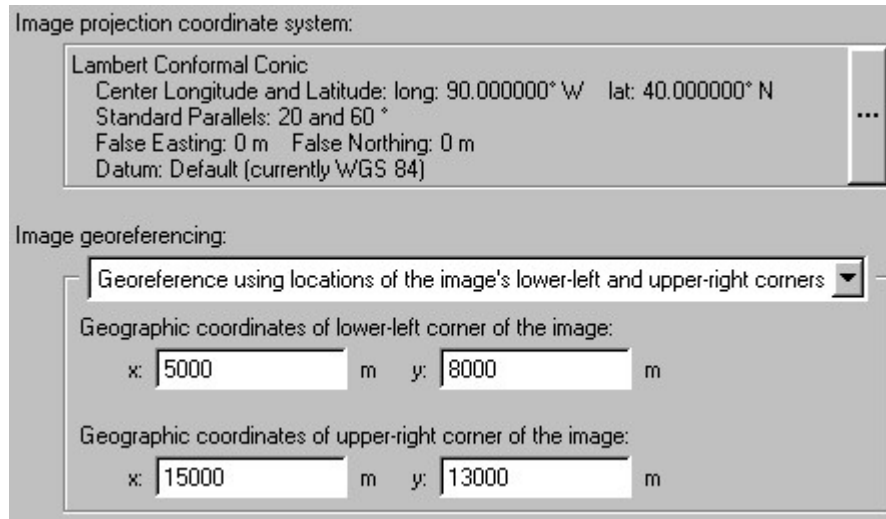 Image projection coordinate system:
Lambert Conformal Conic
Center Longitude and Latitude: long: 90.000000° W lat: 40.000000° N
Standard Parallels: 20 and 60 °
False Easting: 0 m False Northing: 0 m
Datum: Default (currently WGS 84)
...
Image georeferencing:
Georeference using locations of the image's lower-left and upper-right corners
Geographic coordinates of lower-left corner of the image:
x: 5000 m y: 8000 m
Geographic coordinates of upper-right corner of the image:
x: 15000 m y: 13000 m